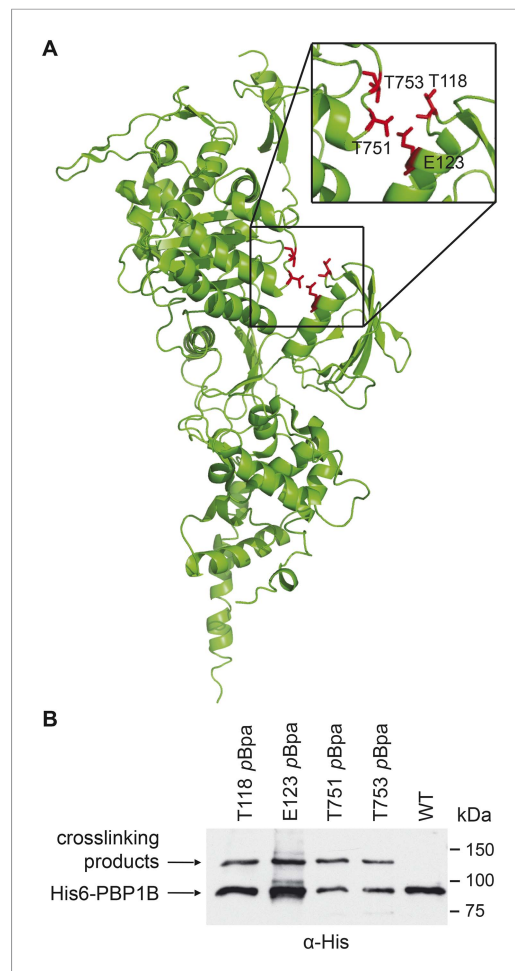 A
T753 T118
T751
E123
B
T118 pBpa
E123 pBpa
T751 pBpa
T753 pBpa
WT
kDa
crosslinking
products
150
His6-PBP1B
100
75
α-His